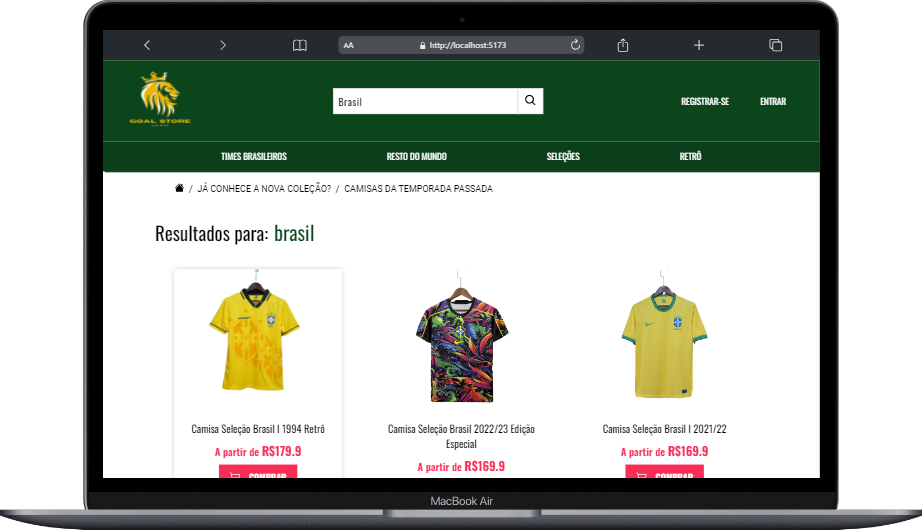 AA http://localhost:5173
GOAL STORE
Brasil
REGISTRAR-SE
ENTRAR
TIMES BRASILEIROS
RESTO DO MUNDO
SELEÇÕES
RETRÔ
/ JÁ CONHECE A NOVA COLEÇÃO? / CAMISAS DA TEMPORADA PASSADA
Resultados para: brasil
Camisa Seleção Brasil I 1994 Retrô
A partir de R$179.9
COMPRAR
Camisa Seleção Brasil 2022/23 Edição
Especial
A partir de R$169.9
Camisa Seleção Brasil I 2021/22
A partir de R$169.9
COMPRAR
MacBook Air